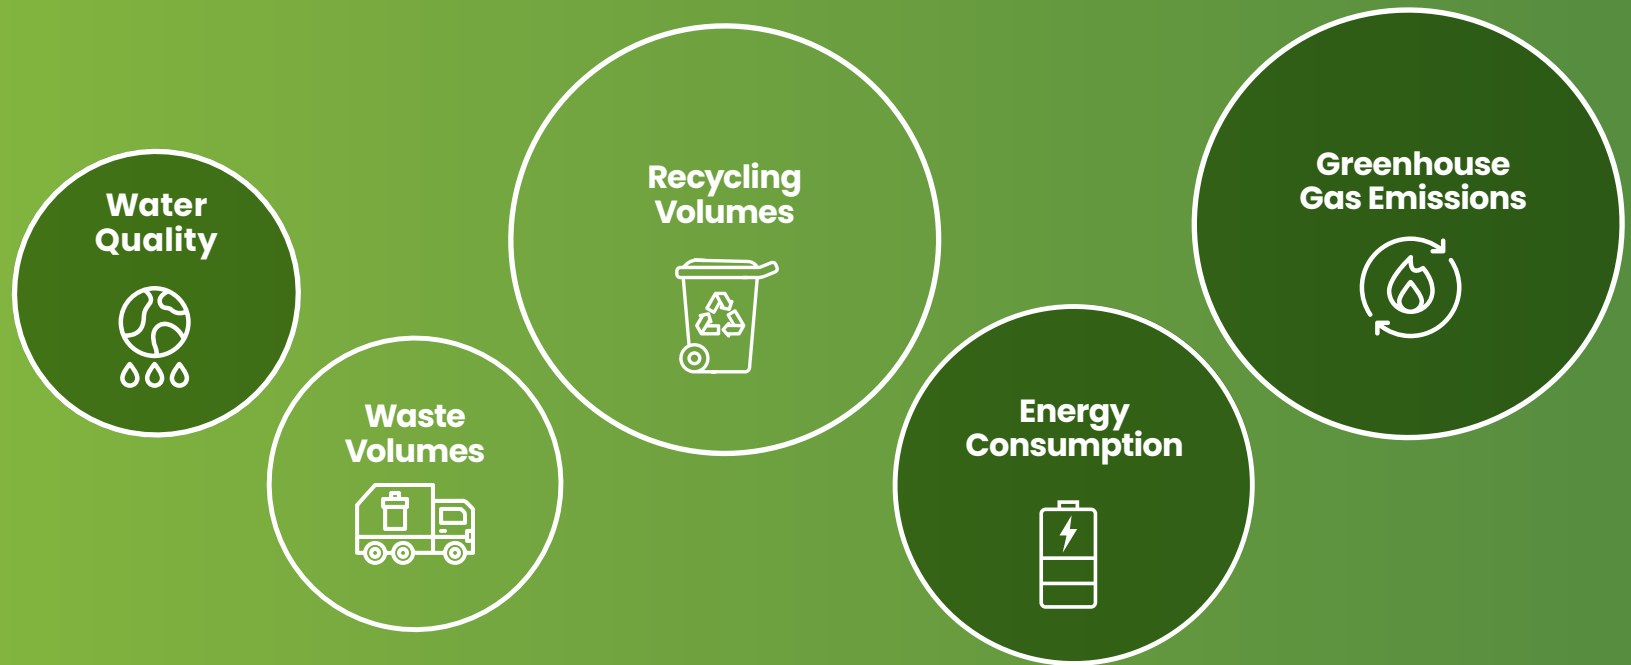 Water
Quality
Waste
Volumes
Recycling
Volumes
Energy
Consumption
Greenhouse
Gas Emissions